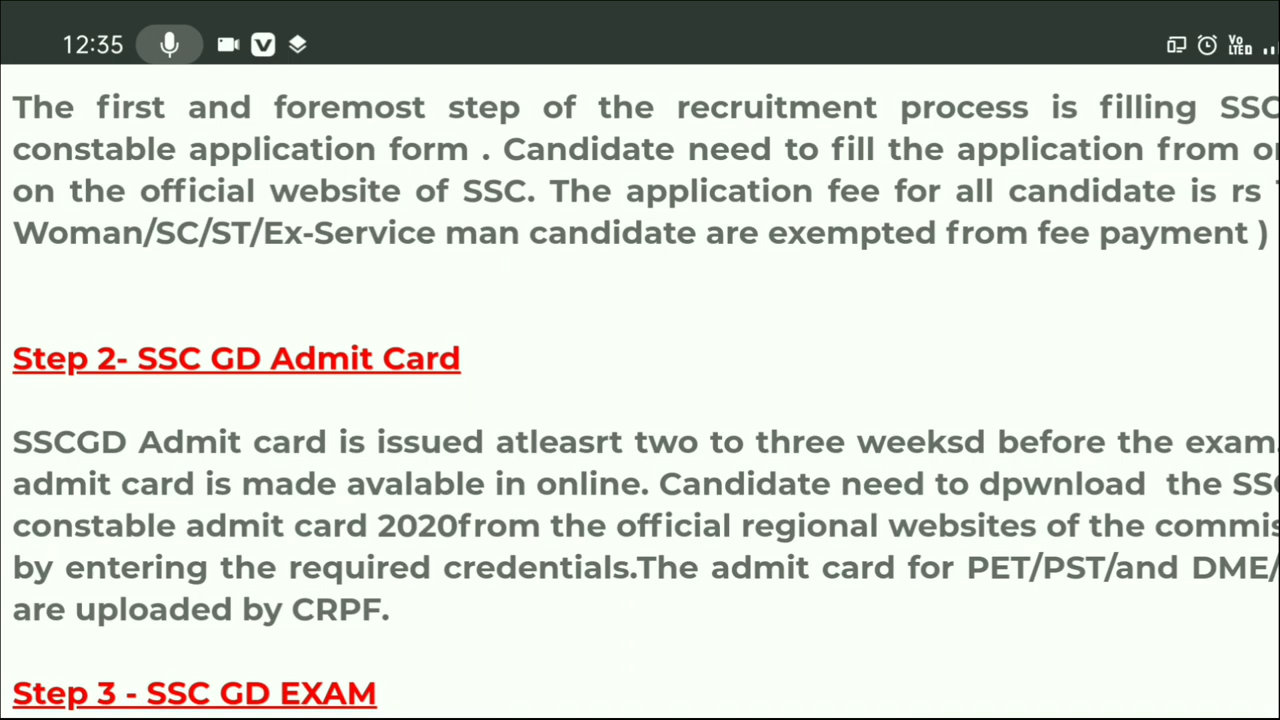 12:35
Vo LTED
The first and foremost step of the recruitment process is filling SSC
constable application form . Candidate need to fill the application from
on the official website of SSC. The application fee for all candidate is rs
Woman/SC/ST/Ex-Service man candidate are exempted from fee payment )
Step 2- SSC GD Admit Card
SSCGD Admit card is issued atleasrt two to three weeksd before the exam.
admit card is made avalable in online. Candidate need to dpwnload the
constable admit card 2020from the official regional websites of the
by entering the required credentials.The admit card for PET/PST/and DME/
are uploaded by CRPF.
Step 3 - SSC GD EXAM